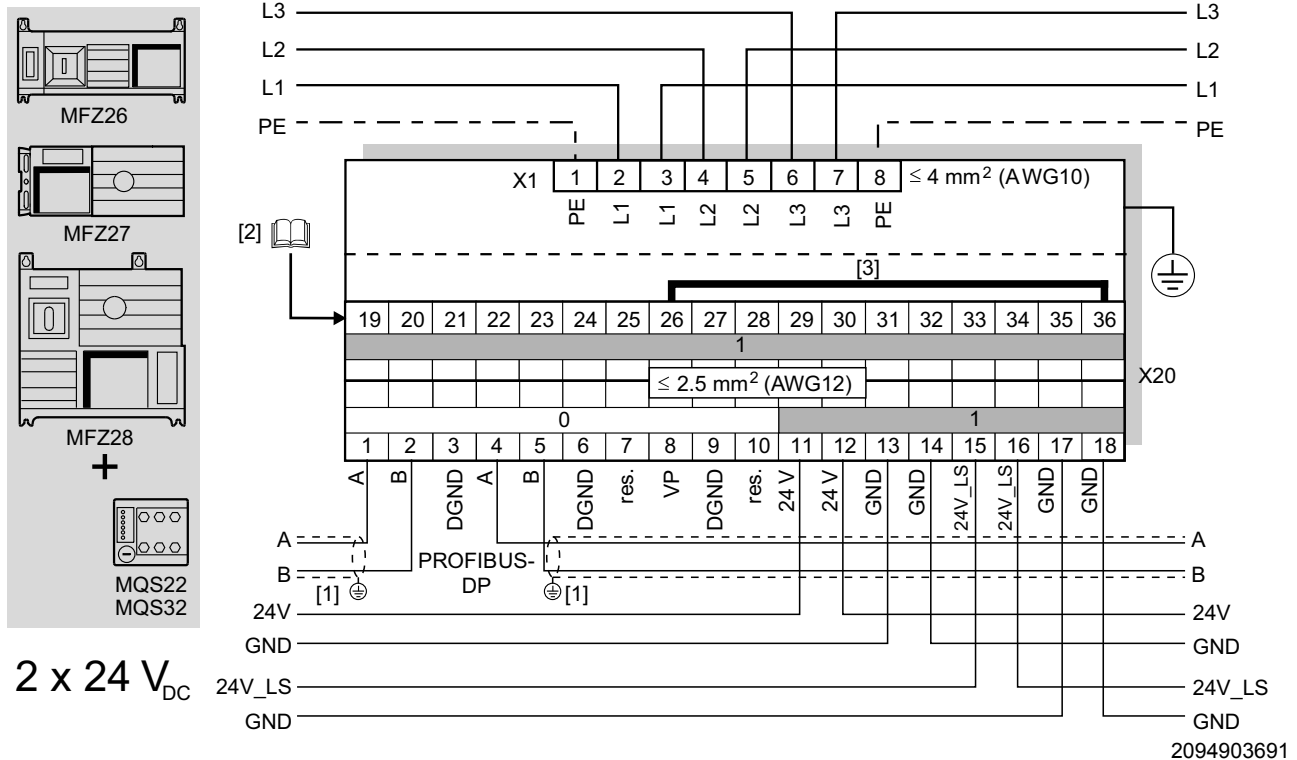 MFZ26
MFZ27
MFZ28
+
MQS22
MQS32
2 x 24 VDC
L3 L3
L2 L2
L1 L1
PE PE
X1 1 2 3 4 5 6 7 8 ≤ 4 mm² (AWG10)
PE L1 L1 L2 L2 L3 L3 PE
[2]
[3]
19 20 21 22 23 24 25 26 27 28 29 30 31 32 33 34 35 36
1
≤ 2.5 mm² (AWG12)
X20
0 1
1 2 3 4 5 6 7 8 9 10 11 12 13 14 15 16 17 18
A B DGND A B DGND res. VP DGND res. 24 V 24 V GND GND 24V_LS 24V_LS GND GND
A A
PROFIBUS-
DP
B B
[1] [1]
24V 24V
GND GND
24V_LS 24V_LS
GND GND
2094903691